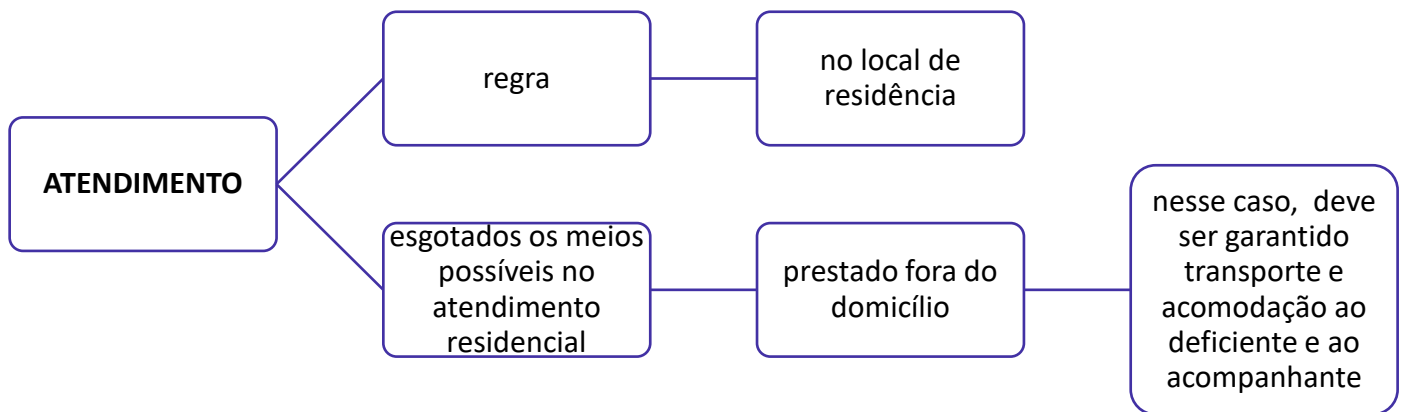 ATENDIMENTO
regra
no local de
residência
esgotados os meios
possíveis no
atendimento
residencial
prestado fora do
domicílio
nesse caso, deve
ser garantido
transporte e
acomodação ao
deficiente e ao
acompanhante